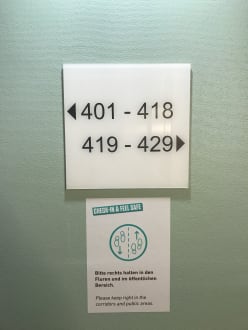 401 - 418
419 - 429
CHECK-IN & FEEL SAFE
Bitte rechts halten in den
Fluren und im öffentlichen
Bereich.
Please keep right in the
corridors and public areas.